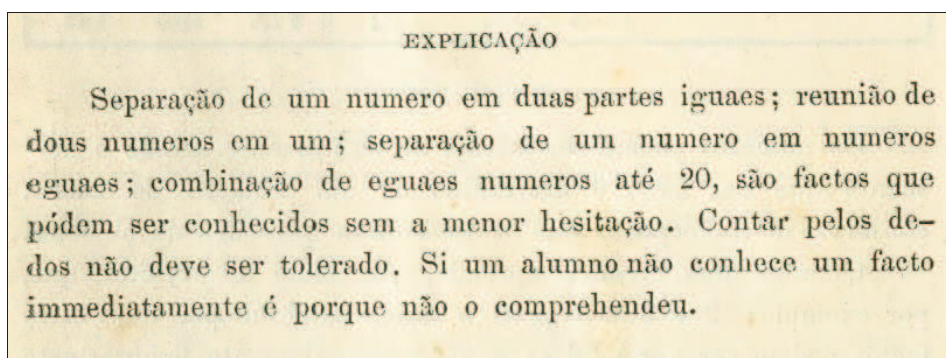 EXPLICAÇÃO
Separação de um numero em duas partes iguaes; reunião de
dous numeros em um; separação de um numero em numeros
eguaes; combinação de eguaes numeros até 20, são factos que
pódem ser conhecidos sem a menor hesitação. Contar pelos de–
dos não deve ser tolerado. Si um alumno não conhece um facto
immediatamente é porque não o comprehendeu.